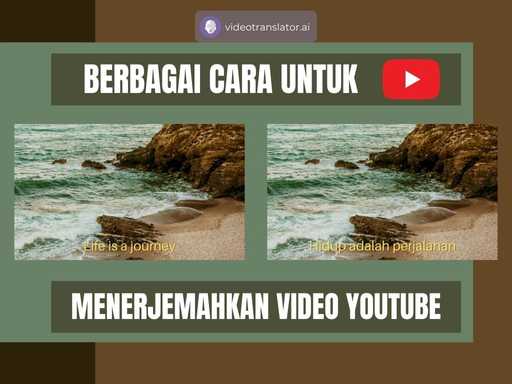 videotranslator.ai
BERBAGAI CARA UNTUK
Life is a journey
Hidup adalah perjalanan
MENERJEMAHKAN VIDEO YOUTUBE